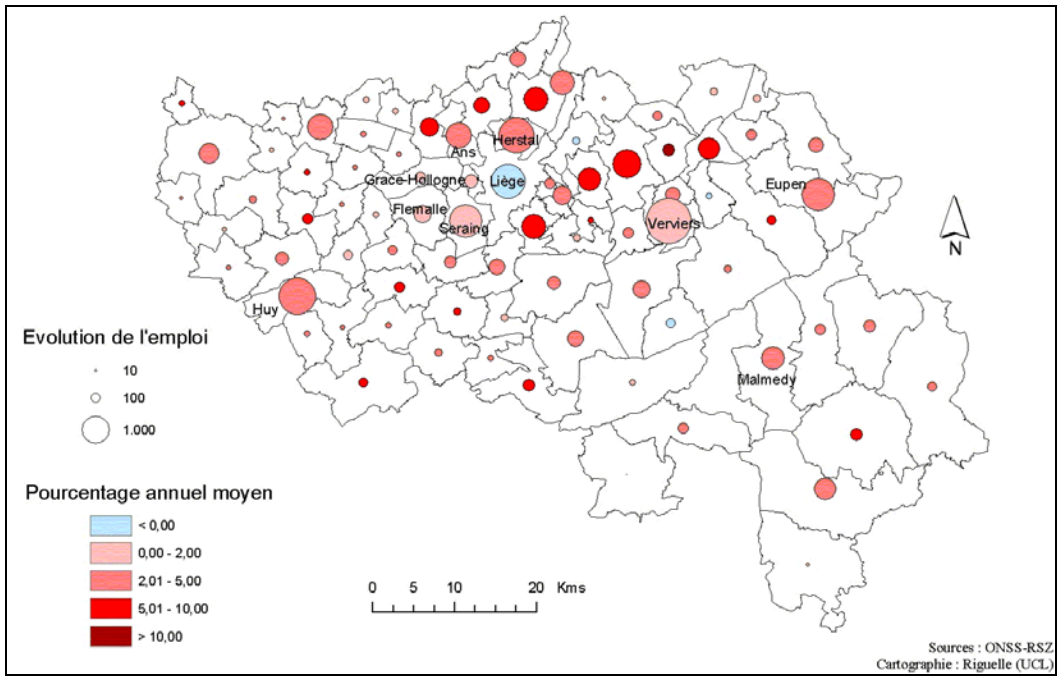 Herstal
Ans
Grace-Hollogne
Liège
Eupen
Flemalle
Seraing
Verviers
N
Huy
Malmedy
Evolution de l'emploi
10
100
1.000
Pourcentage annuel moyen
< 0,00
0,00 - 2,00
2,01 - 5,00
5,01 - 10,00
> 10,00
0 5 10 20 Kms
Sources : ONSS-RSZ
Cartographie : Riguelle (UCL)